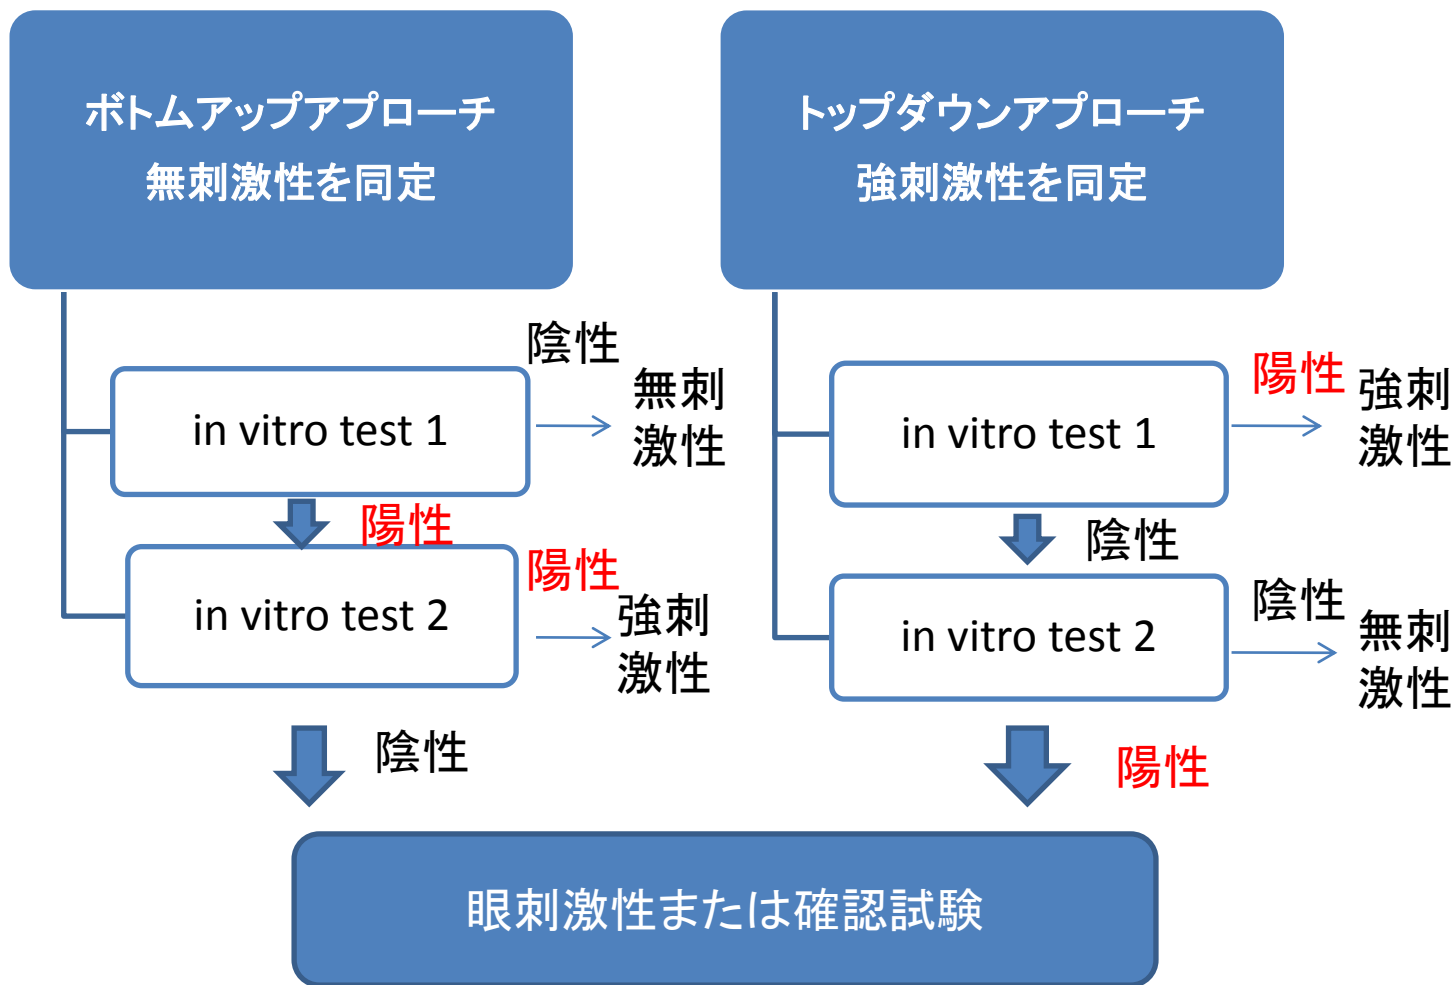 ボトムアップアプローチ
無刺激性を同定
陰性
in vitro test 1
無刺
激性
陽性
in vitro test 2
陽性
強刺
激性
陰性
トップダウンアプローチ
強刺激性を同定
陽性
in vitro test 1
強刺
激性
陰性
in vitro test 2
陰性
無刺
激性
陽性
眼刺激性または確認試験